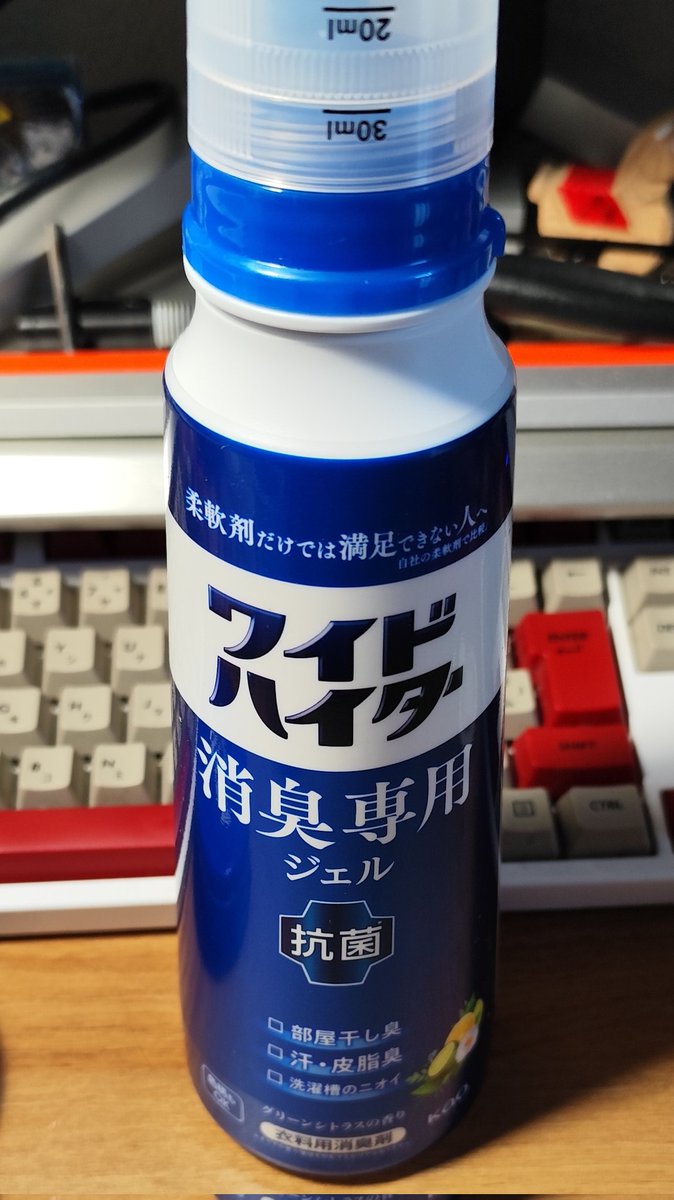 20ml
30ml
柔軟剤だけでは満足できない人へ
自社の柔軟剤で比較
ワイド
ハイター
消臭専用
ジェル
抗菌
部屋干し臭
汗・皮脂臭
洗濯槽のニオイ
グリーンシトラスの香り
衣料用消臭剤
Kao
ENTER
SHIFT
CTRL